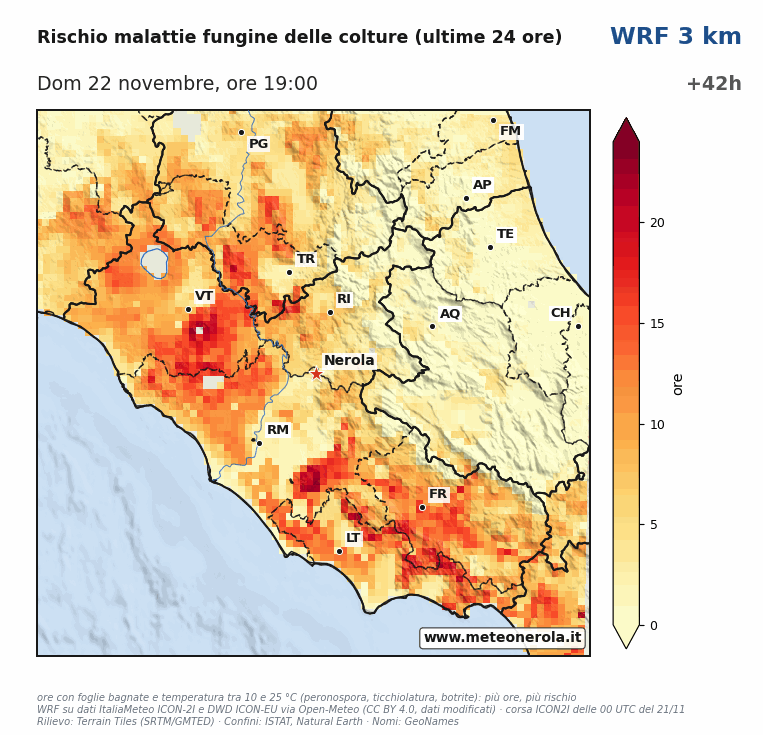 Rischio malattie fungine delle colture (ultime 24 ore)
WRF 3 km
Dom 22 novembre, ore 19:00
+42h
FM
PG
AP
TE
TR
VT
RI
AQ
CH
Nerola
RM
FR
LT
20
15
10
5
0
ore
www.meteonerola.it
ore con foglie bagnate e temperatura tra 10 e 25 °C (peronospora, ticchiolatura, botrite): più ore, più rischio
WRF su dati ItaliaMeteo ICON-2I e DWD ICON-EU via Open-Meteo (CC BY 4.0, dati modificati) · corsa ICON2I delle 00 UTC del 21/11
Rilievo: Terrain Tiles (SRTM/GMTED) · Confini: ISTAT, Natural Earth · Nomi: GeoNames